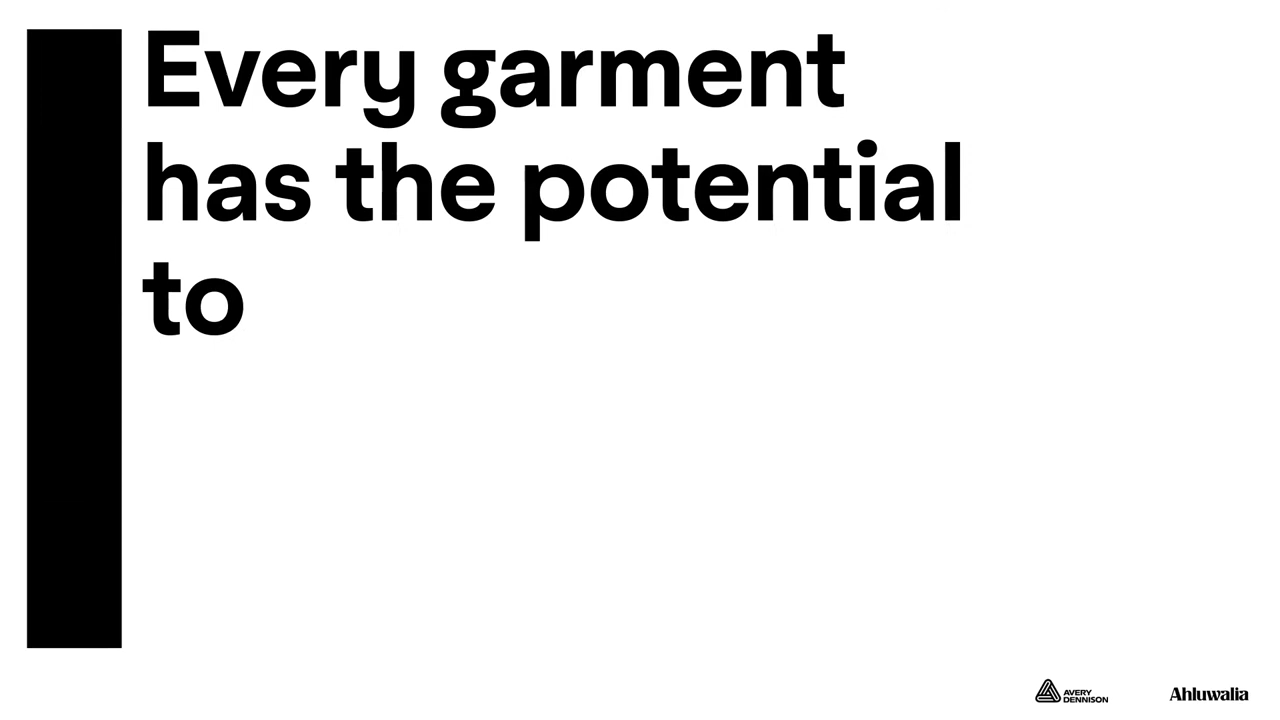 Every garment
has the potential
to
AVERY
DENNISON
Ahluwalia